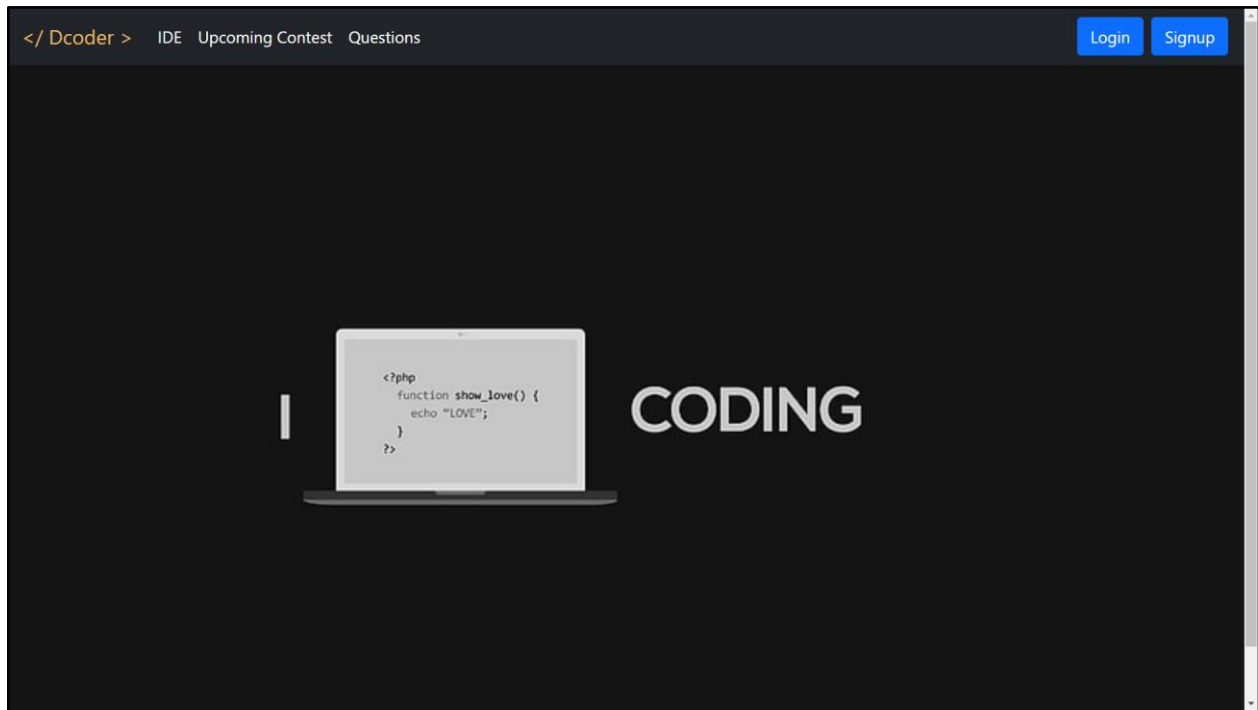 </ Dcoder > IDE Upcoming Contest Questions Login Signup
<?php
function show_love() {
echo “LOVE”;
}
?>
I CODING